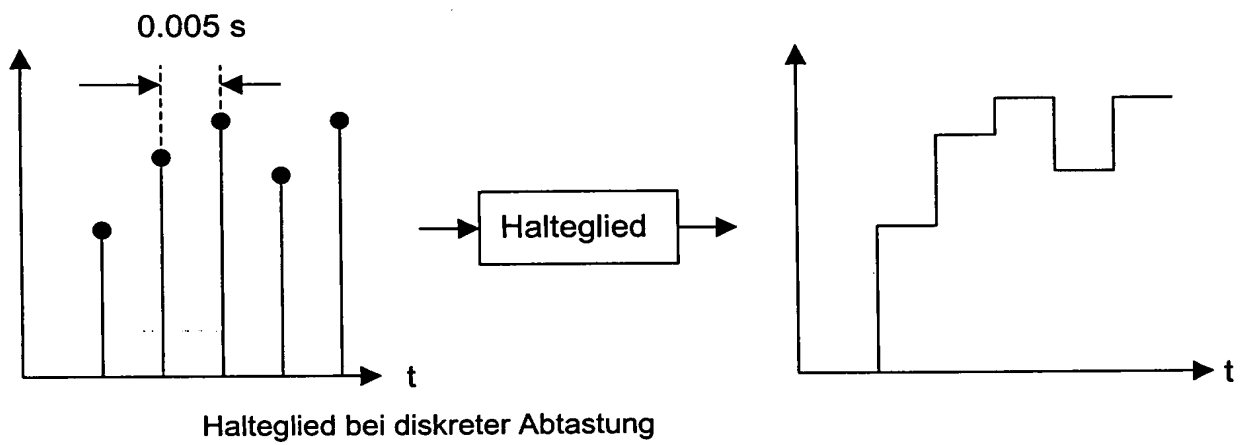 0.005 s
Halteglied
t
t
Halteglied bei diskreter Abtastung